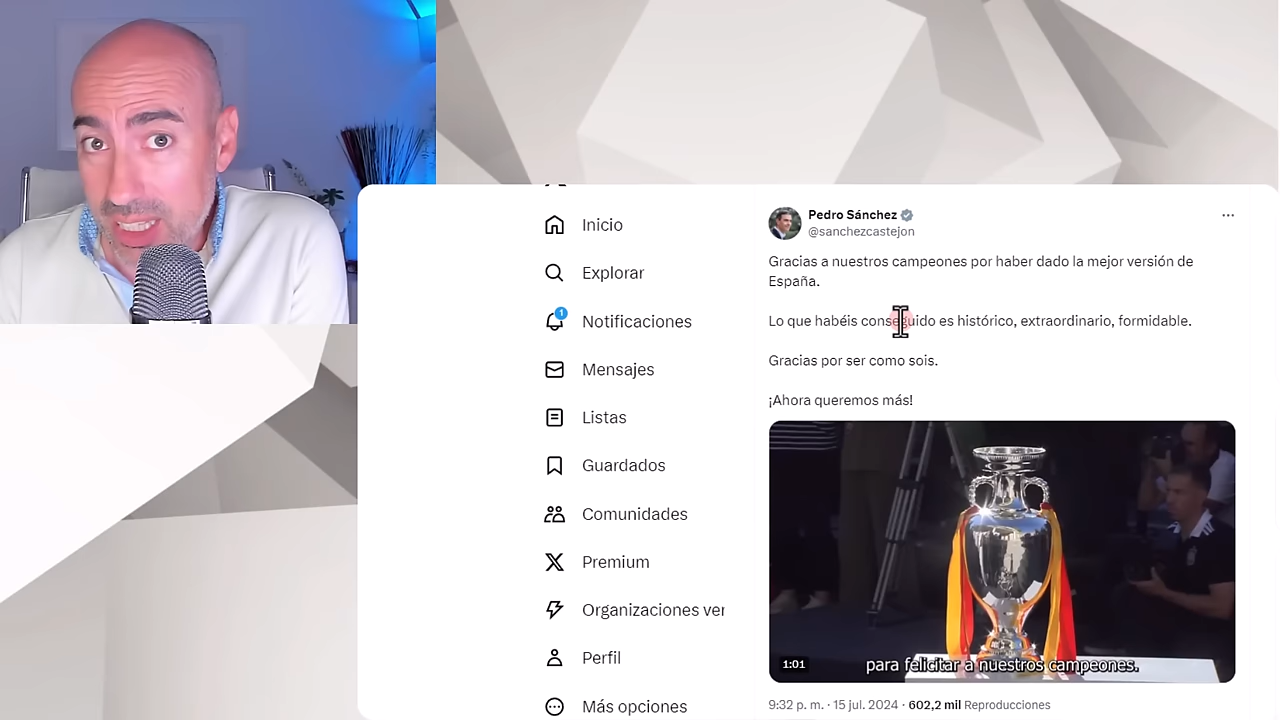 Inicio
Explorar
1
Notificaciones
Mensajes
Listas
Guardados
Comunidades
Premium
Organizaciones ver
Perfil
Más opciones
Pedro Sánchez
@sanchezcastejon
Gracias a nuestros campeones por haber dado la mejor versión de
España.
Lo que habéis conseguido es histórico, extraordinario, formidable.
Gracias por ser como sois.
¡Ahora queremos más!
1:01
para felicitar a nuestros campeones.
9:32 p. m. · 15 jul. 2024 · 602,2 mil Reproducciones